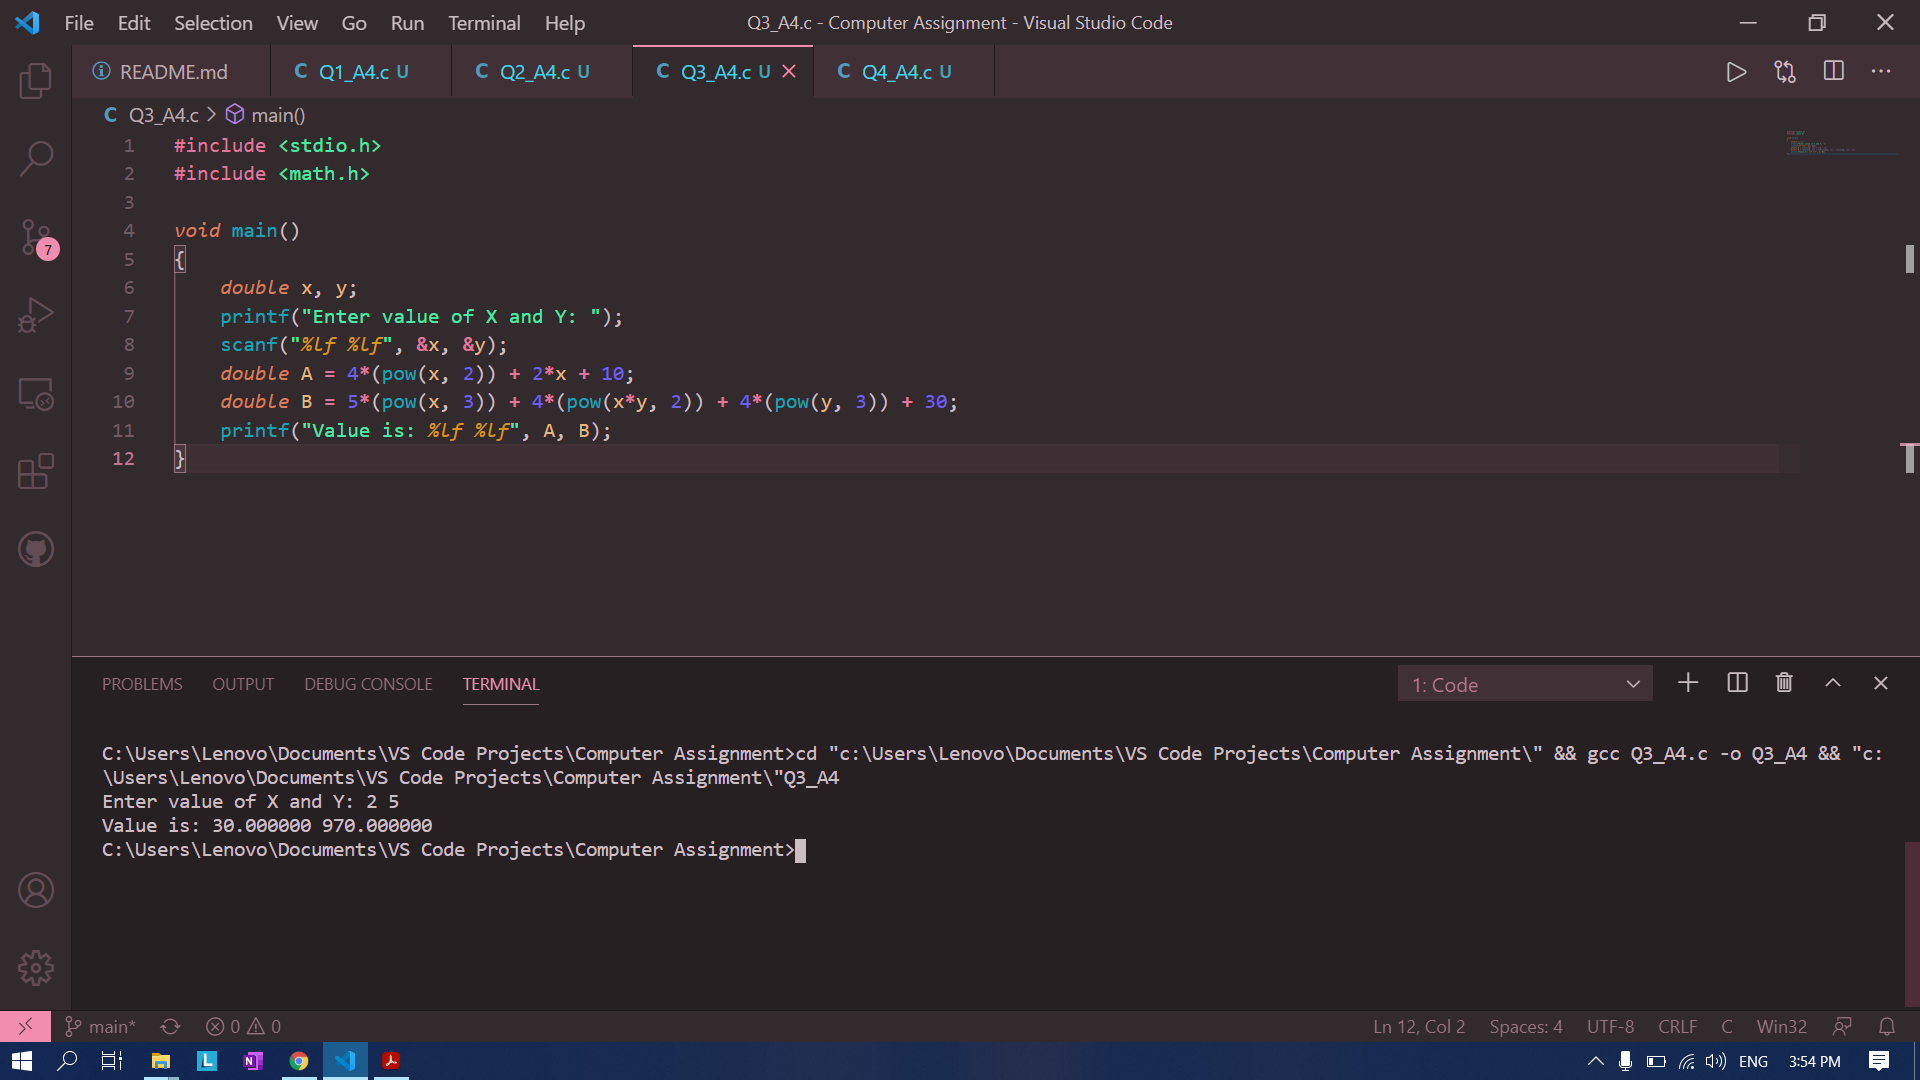 File Edit Selection View Go Run Terminal Help Q3_A4.c - Computer Assignment - Visual Studio Code
README.md C Q1_A4.c U C Q2_A4.c U C Q3_A4.c U C Q4_A4.c U
C Q3_A4.c > main()
1 #include <stdio.h>
2 #include <math.h>
3
4 void main()
5 {
6 double x, y;
7 printf("Enter value of X and Y: ");
8 scanf("%lf %lf", &x, &y);
9 double A = 4*(pow(x, 2)) + 2*x + 10;
10 double B = 5*(pow(x, 3)) + 4*(pow(x*y, 2)) + 4*(pow(y, 3)) + 30;
11 printf("Value is: %lf %lf", A, B);
12 }
7
PROBLEMS OUTPUT DEBUG CONSOLE TERMINAL 1: Code
C:\Users\Lenovo\Documents\VS Code Projects\Computer Assignment>cd "c:\Users\Lenovo\Documents\VS Code Projects\Computer Assignment\" && gcc Q3_A4.c -o Q3_A4 && "c:
\Users\Lenovo\Documents\VS Code Projects\Computer Assignment\"Q3_A4
Enter value of X and Y: 2 5
Value is: 30.000000 970.000000
C:\Users\Lenovo\Documents\VS Code Projects\Computer Assignment>
main* 0 0 Ln 12, Col 2 Spaces: 4 UTF-8 CRLF C Win32
L N ENG 3:54 PM